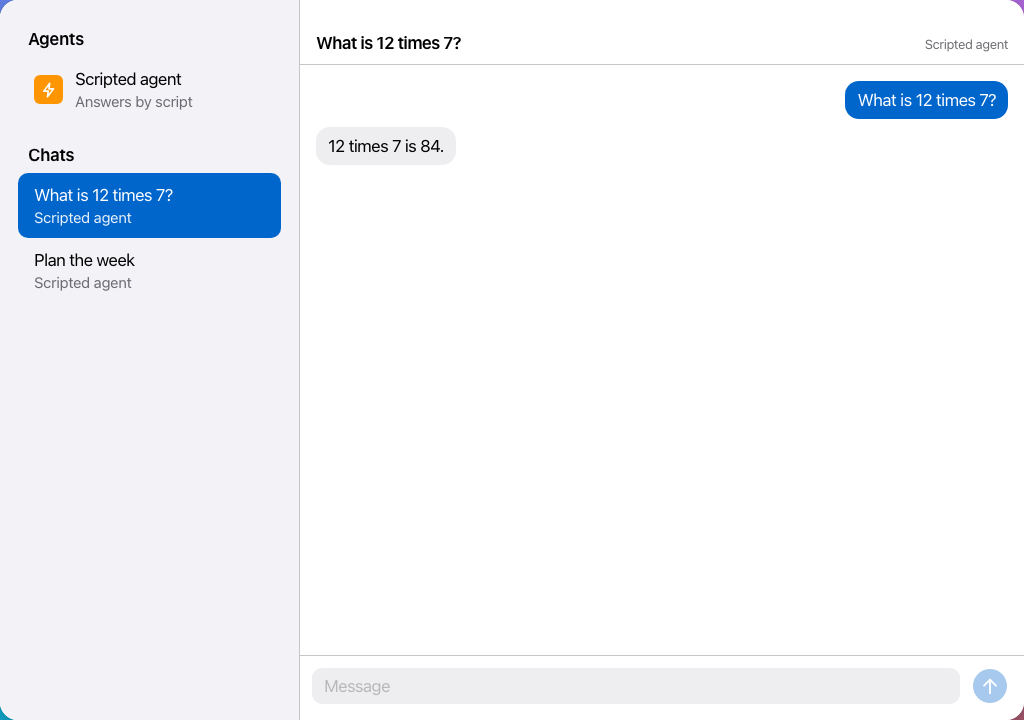 Agents
Scripted agent
Answers by script
Chats
What is 12 times 7?
Scripted agent
Plan the week
Scripted agent
What is 12 times 7?
Scripted agent
What is 12 times 7?
12 times 7 is 84.
Message